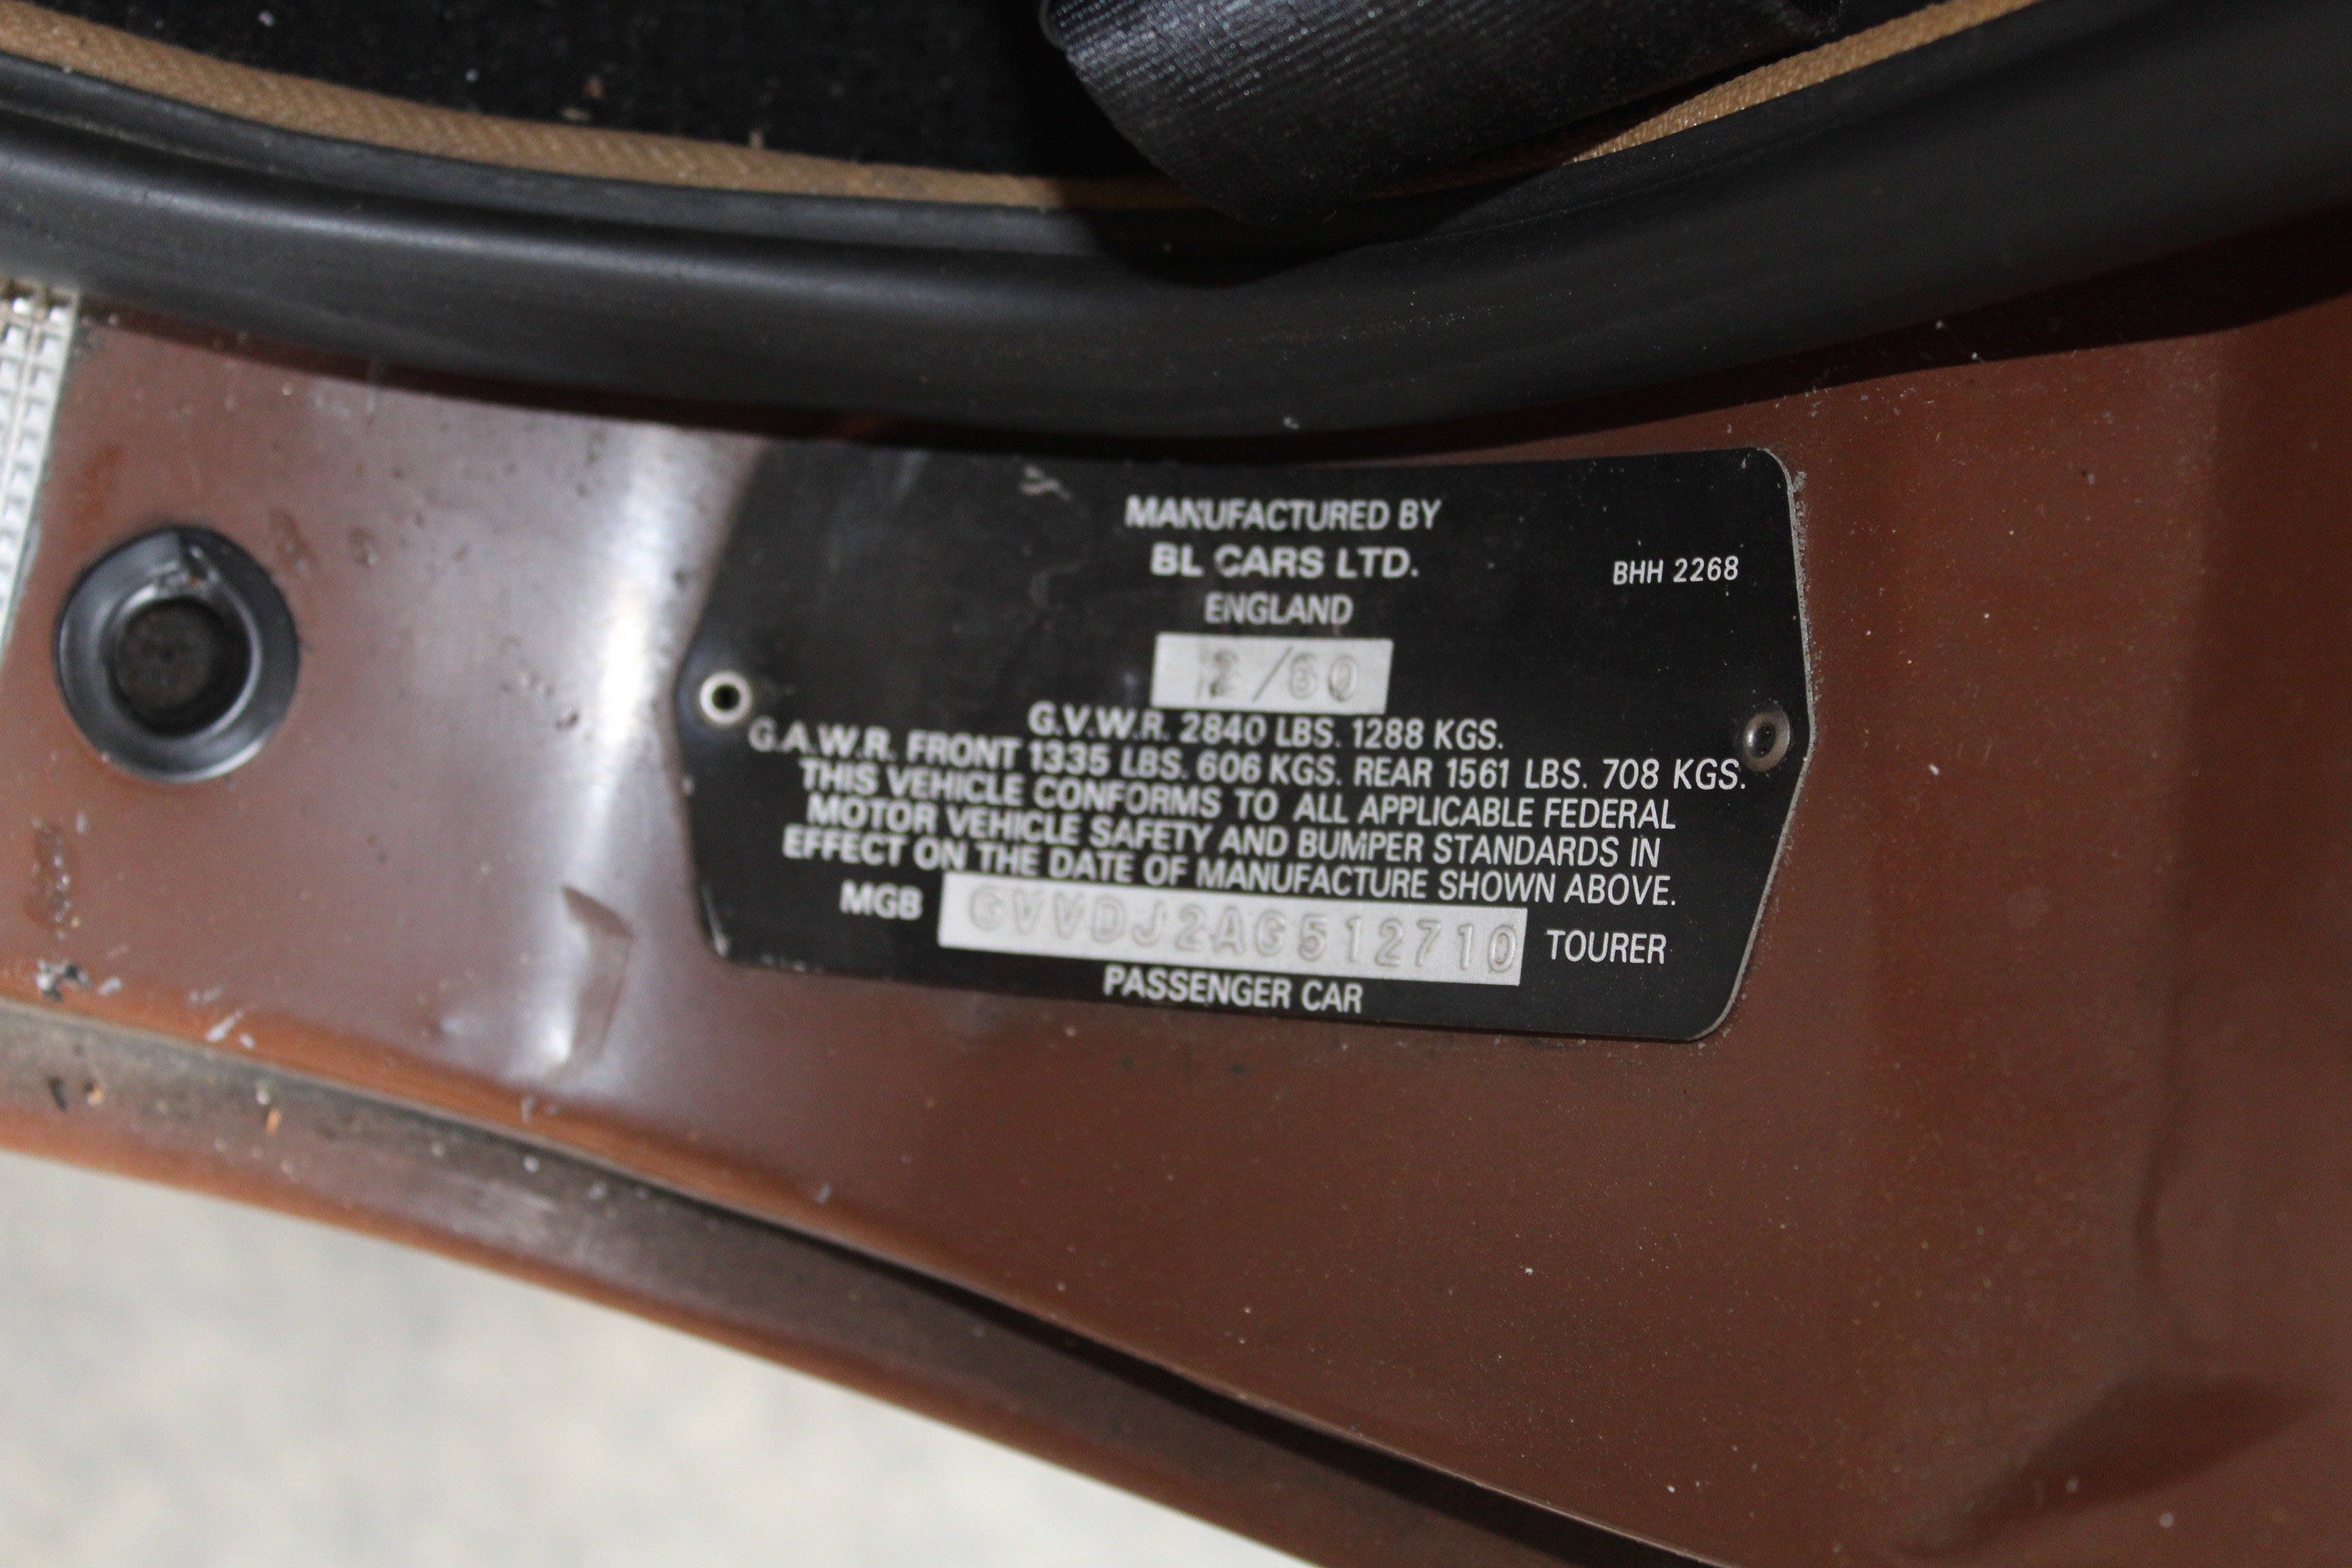 MANUFACTURED BY
BL CARS LTD.
BHH 2268
ENGLAND
2/80
G.V.W.R. 2840 LBS. 1288 KGS.
G.A.W.R. FRONT 1335 LBS. 606 KGS. REAR 1561 LBS. 708 KGS.
THIS VEHICLE CONFORMS TO ALL APPLICABLE FEDERAL
MOTOR VEHICLE SAFETY AND BUMPER STANDARDS IN
EFFECT ON THE DATE OF MANUFACTURE SHOWN ABOVE.
MGB GVVDJ2AG512710 TOURER
PASSENGER CAR